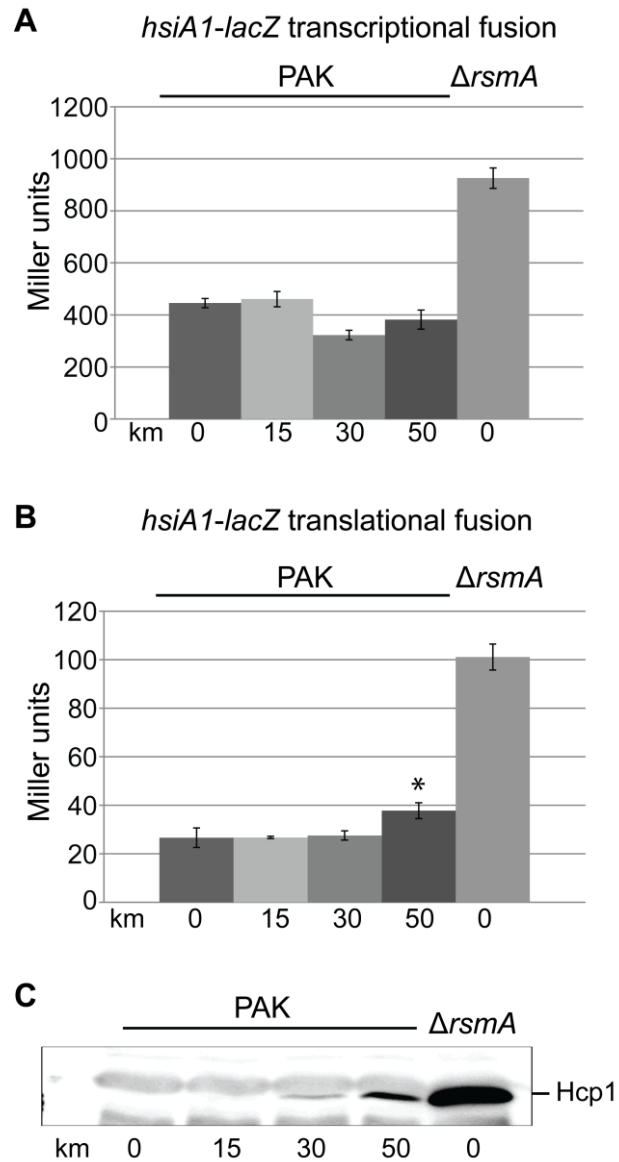 A
hsiA1-lacZ transcriptional fusion
PAK ΔrsmA
1200
1000
800
600
400
200
0
Miller units
km 0 15 30 50 0
B
hsiA1-lacZ translational fusion
PAK ΔrsmA
120
100
80
60
40
20
0
Miller units
*
km 0 15 30 50 0
C
PAK ΔrsmA
Hcp1
km 0 15 30 50 0